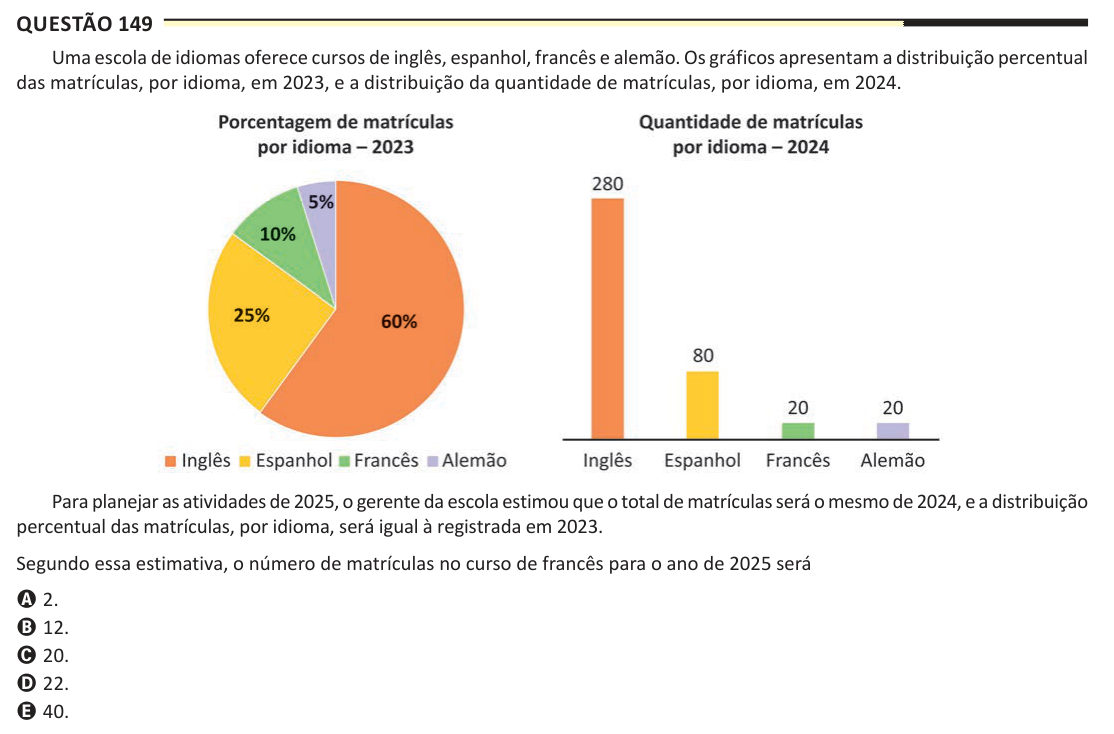 QUESTÃO 149
Uma escola de idiomas oferece cursos de inglês, espanhol, francês e alemão. Os gráficos apresentam a distribuição percentual
das matrículas, por idioma, em 2023, e a distribuição da quantidade de matrículas, por idioma, em 2024.
Porcentagem de matrículas
por idioma – 2023
5%
10%
25%
60%
Inglês Espanhol Francês Alemão
Quantidade de matrículas
por idioma – 2024
280
80
20 20
Inglês Espanhol Francês Alemão
Para planejar as atividades de 2025, o gerente da escola estimou que o total de matrículas será o mesmo de 2024, e a distribuição
percentual das matrículas, por idioma, será igual à registrada em 2023.
Segundo essa estimativa, o número de matrículas no curso de francês para o ano de 2025 será
A 2.
B 12.
C 20.
D 22.
E 40.